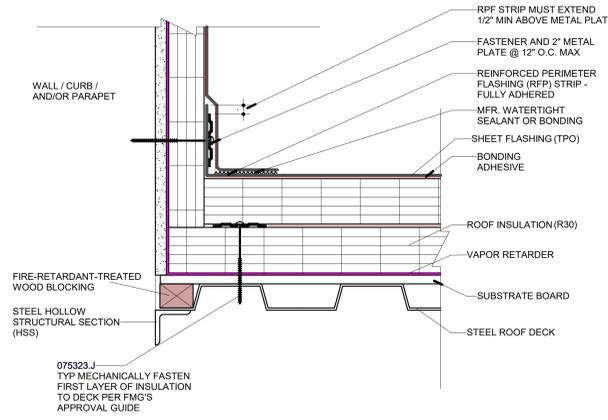 RPF STRIP MUST EXTEND
1/2" MIN ABOVE METAL PLAT
FASTENER AND 2" METAL
PLATE @ 12" O.C. MAX
WALL / CURB /
AND/OR PARAPET
REINFORCED PERIMETER
FLASHING (RFP) STRIP -
FULLY ADHERED
MFR. WATERTIGHT
SEALANT OR BONDING
SHEET FLASHING (TPO)
BONDING
ADHESIVE
ROOF INSULATION (R30)
VAPOR RETARDER
FIRE-RETARDANT-TREATED
WOOD BLOCKING
SUBSTRATE BOARD
STEEL HOLLOW
STRUCTURAL SECTION
(HSS)
STEEL ROOF DECK
075323.J
TYP MECHANICALLY FASTEN
FIRST LAYER OF INSULATION
TO DECK PER FMG'S
APPROVAL GUIDE